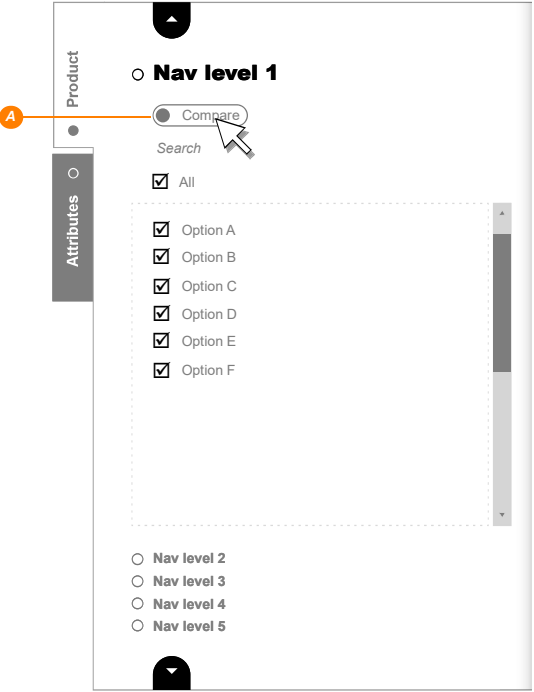 Product
Attributes
Nav level 1
A
Compare
Search
All
Option A
Option B
Option C
Option D
Option E
Option F
Nav level 2
Nav level 3
Nav level 4
Nav level 5